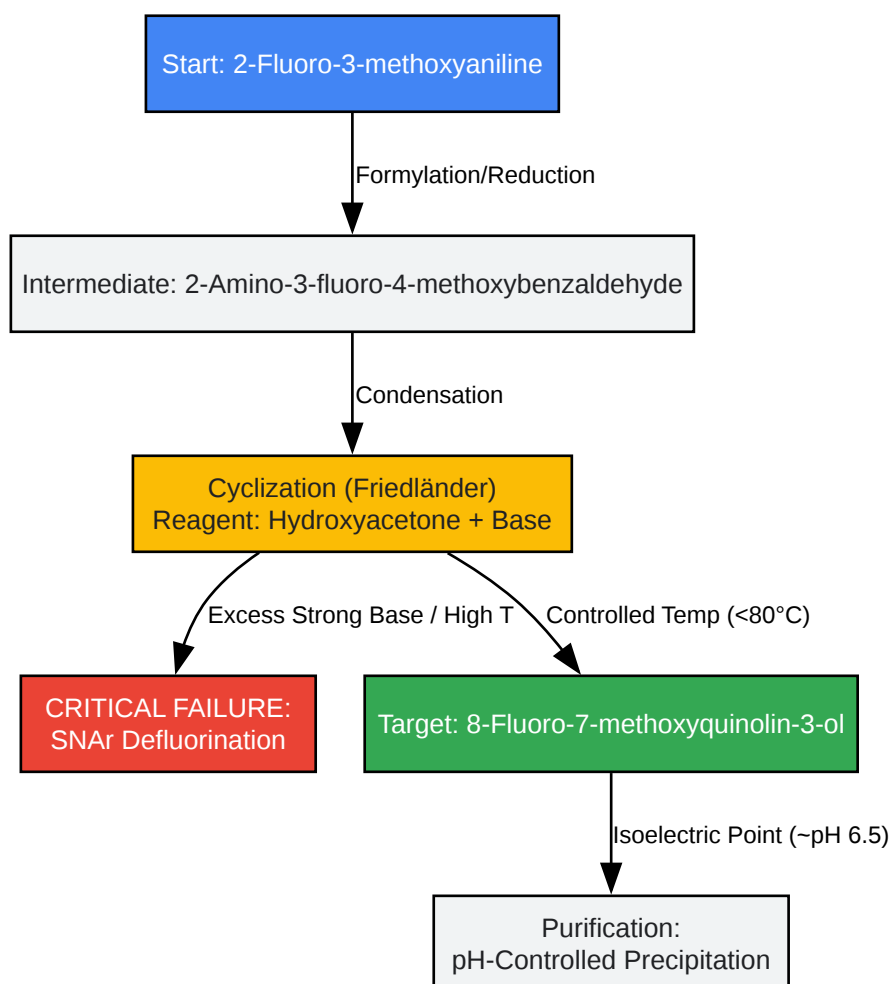 Start: 2-Fluoro-3-methoxyaniline
Formylation/Reduction
Intermediate: 2-Amino-3-fluoro-4-methoxybenzaldehyde
Condensation
Cyclization (Friedländer)
Reagent: Hydroxyacetone + Base
Excess Strong Base / High T
Controlled Temp (<80°C)
CRITICAL FAILURE:
SNAr Defluorination
Target: 8-Fluoro-7-methoxyquinolin-3-ol
Isoelectric Point (~pH 6.5)
Purification:
pH-Controlled Precipitation